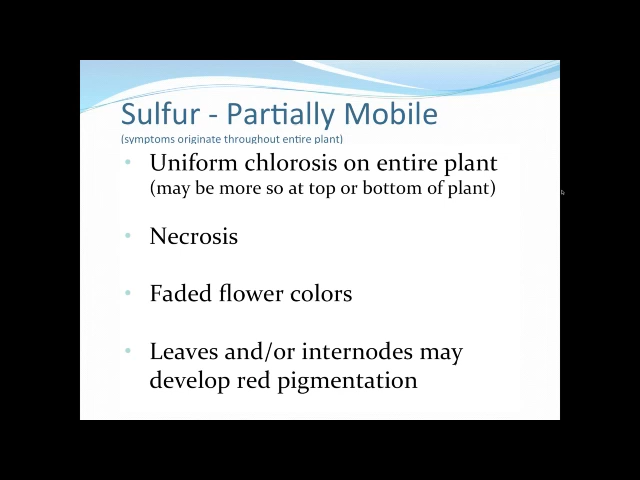 Sulfur - Partially Mobile
(symptoms originate throughout entire plant)
• Uniform chlorosis on entire plant
(may be more so at top or bottom of plant)
• Necrosis
• Faded flower colors
• Leaves and/or internodes may
develop red pigmentation